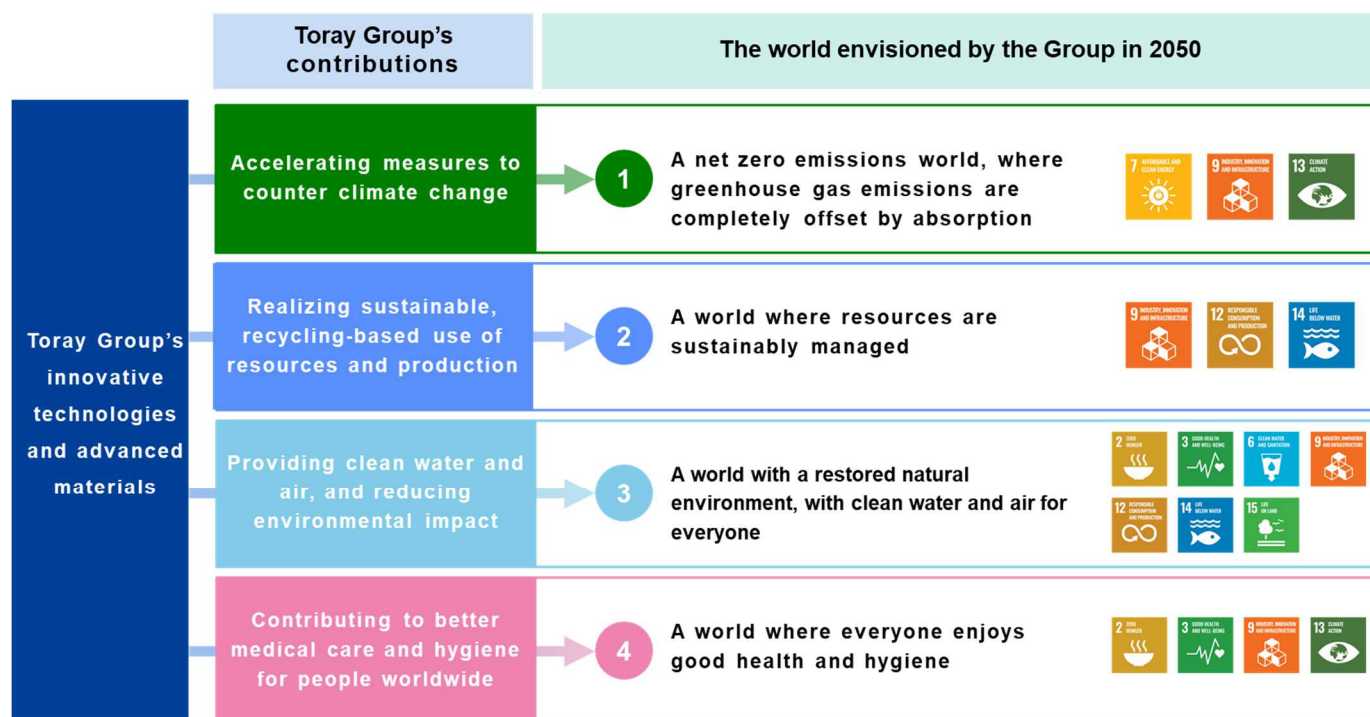 Toray Group's
contributions
The world envisioned by the Group in 2050
Toray Group's
innovative
technologies
and advanced
materials
Accelerating measures to
counter climate change
1
A net zero emissions world, where
greenhouse gas emissions are
completely offset by absorption
7 AFFORDABLE AND
CLEAN ENERGY
9 INDUSTRY, INNOVATION
AND INFRASTRUCTURE
13 CLIMATE
ACTION
Realizing sustainable,
recycling-based use of
resources and production
2
A world where resources are
sustainably managed
9 INDUSTRY, INNOVATION
AND INFRASTRUCTURE
12 RESPONSIBLE
CONSUMPTION
AND PRODUCTION
14 LIFE
BELOW WATER
Providing clean water and
air, and reducing
environmental impact
3
A world with a restored natural
environment, with clean water and air for
everyone
2 ZERO
HUNGER
3 GOOD HEALTH
AND WELL-BEING
6 CLEAN WATER
AND SANITATION
9 INDUSTRY, INNOVATION
AND INFRASTRUCTURE
12 RESPONSIBLE
CONSUMPTION
AND PRODUCTION
14 LIFE
BELOW WATER
15 LIFE
ON LAND
Contributing to better
medical care and hygiene
for people worldwide
4
A world where everyone enjoys
good health and hygiene
2 ZERO
HUNGER
3 GOOD HEALTH
AND WELL-BEING
9 INDUSTRY, INNOVATION
AND INFRASTRUCTURE
13 CLIMATE
ACTION